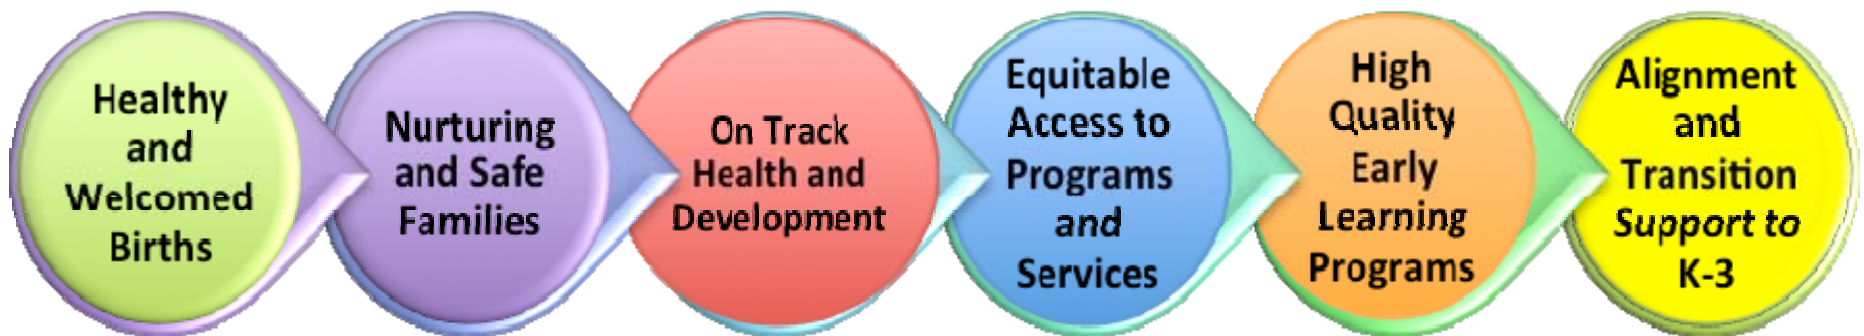 Healthy
and
Welcomed
Births
Nurturing
and Safe
Families
On Track
Health and
Development
Equitable
Access to
Programs
and
Services
High
Quality
Early
Learning
Programs
Alignment
and
Transition
Support to
K-3